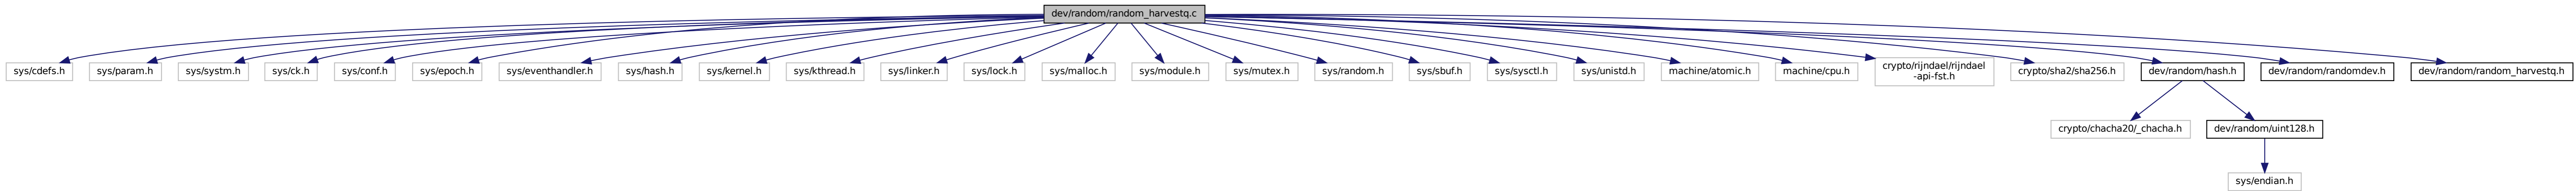 dev/random/random_harvestq.c
sys/cdefs.h
sys/param.h
sys/systm.h
sys/ck.h
sys/conf.h
sys/epoch.h
sys/eventhandler.h
sys/hash.h
sys/kernel.h
sys/kthread.h
sys/linker.h
sys/lock.h
sys/malloc.h
sys/module.h
sys/mutex.h
sys/random.h
sys/sbuf.h
sys/sysctl.h
sys/unistd.h
machine/atomic.h
machine/cpu.h
crypto/rijndael/rijndael
-api-fst.h
crypto/sha2/sha256.h
dev/random/hash.h
dev/random/randomdev.h
dev/random/random_harvestq.h
crypto/chacha20/_chacha.h
dev/random/uint128.h
sys/endian.h